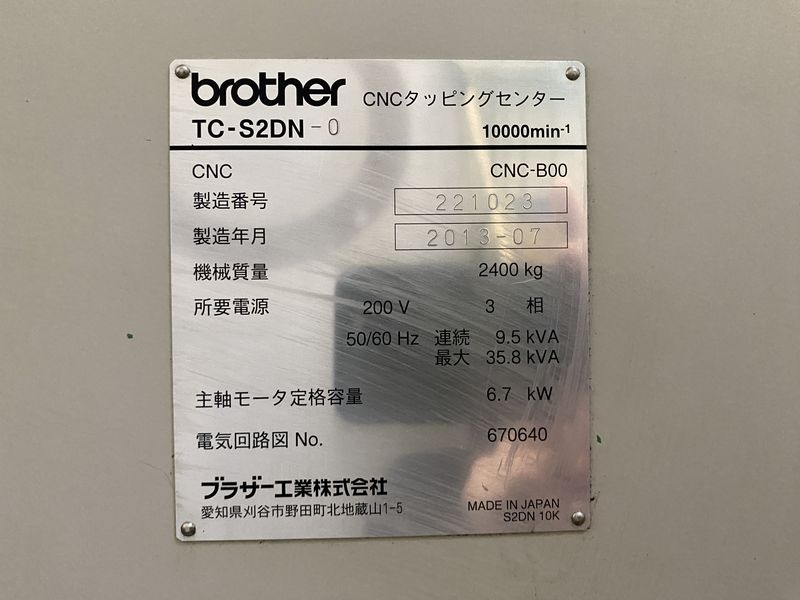 brother CNCタッピングセンター
TC-S2DN-0 10000min-1
CNC CNC-B00
製造番号 221023
製造年月 2013-07
機械質量 2400 kg
所要電源 200 V 3 相
50/60 Hz 連続 9.5 kVA
最大 35.8 kVA
主軸モータ定格容量 6.7 kW
電気回路図 No. 670640
ブラザー工業株式会社
愛知県刈谷市野田町北地蔵山1-5
MADE IN JAPAN
S2DN 10K